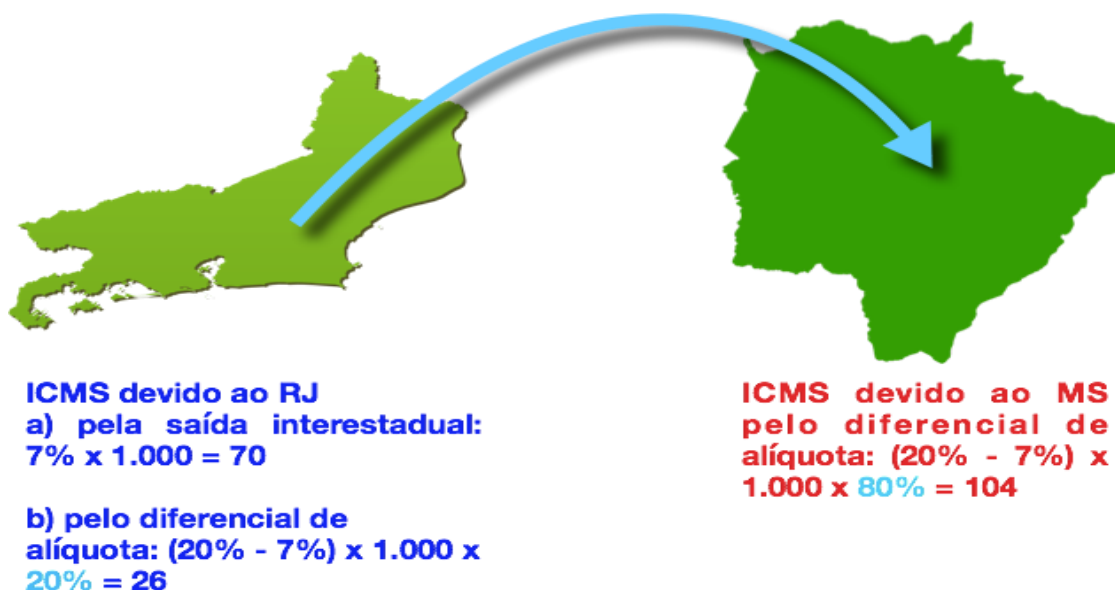 ICMS devido ao RJ
a) pela saída interestadual:
7% x 1.000 = 70
b) pelo diferencial de
alíquota: (20% - 7%) x 1.000 x
20% = 26
ICMS devido ao MS
pelo diferencial de
alíquota: (20% - 7%) x
1.000 x 80% = 104